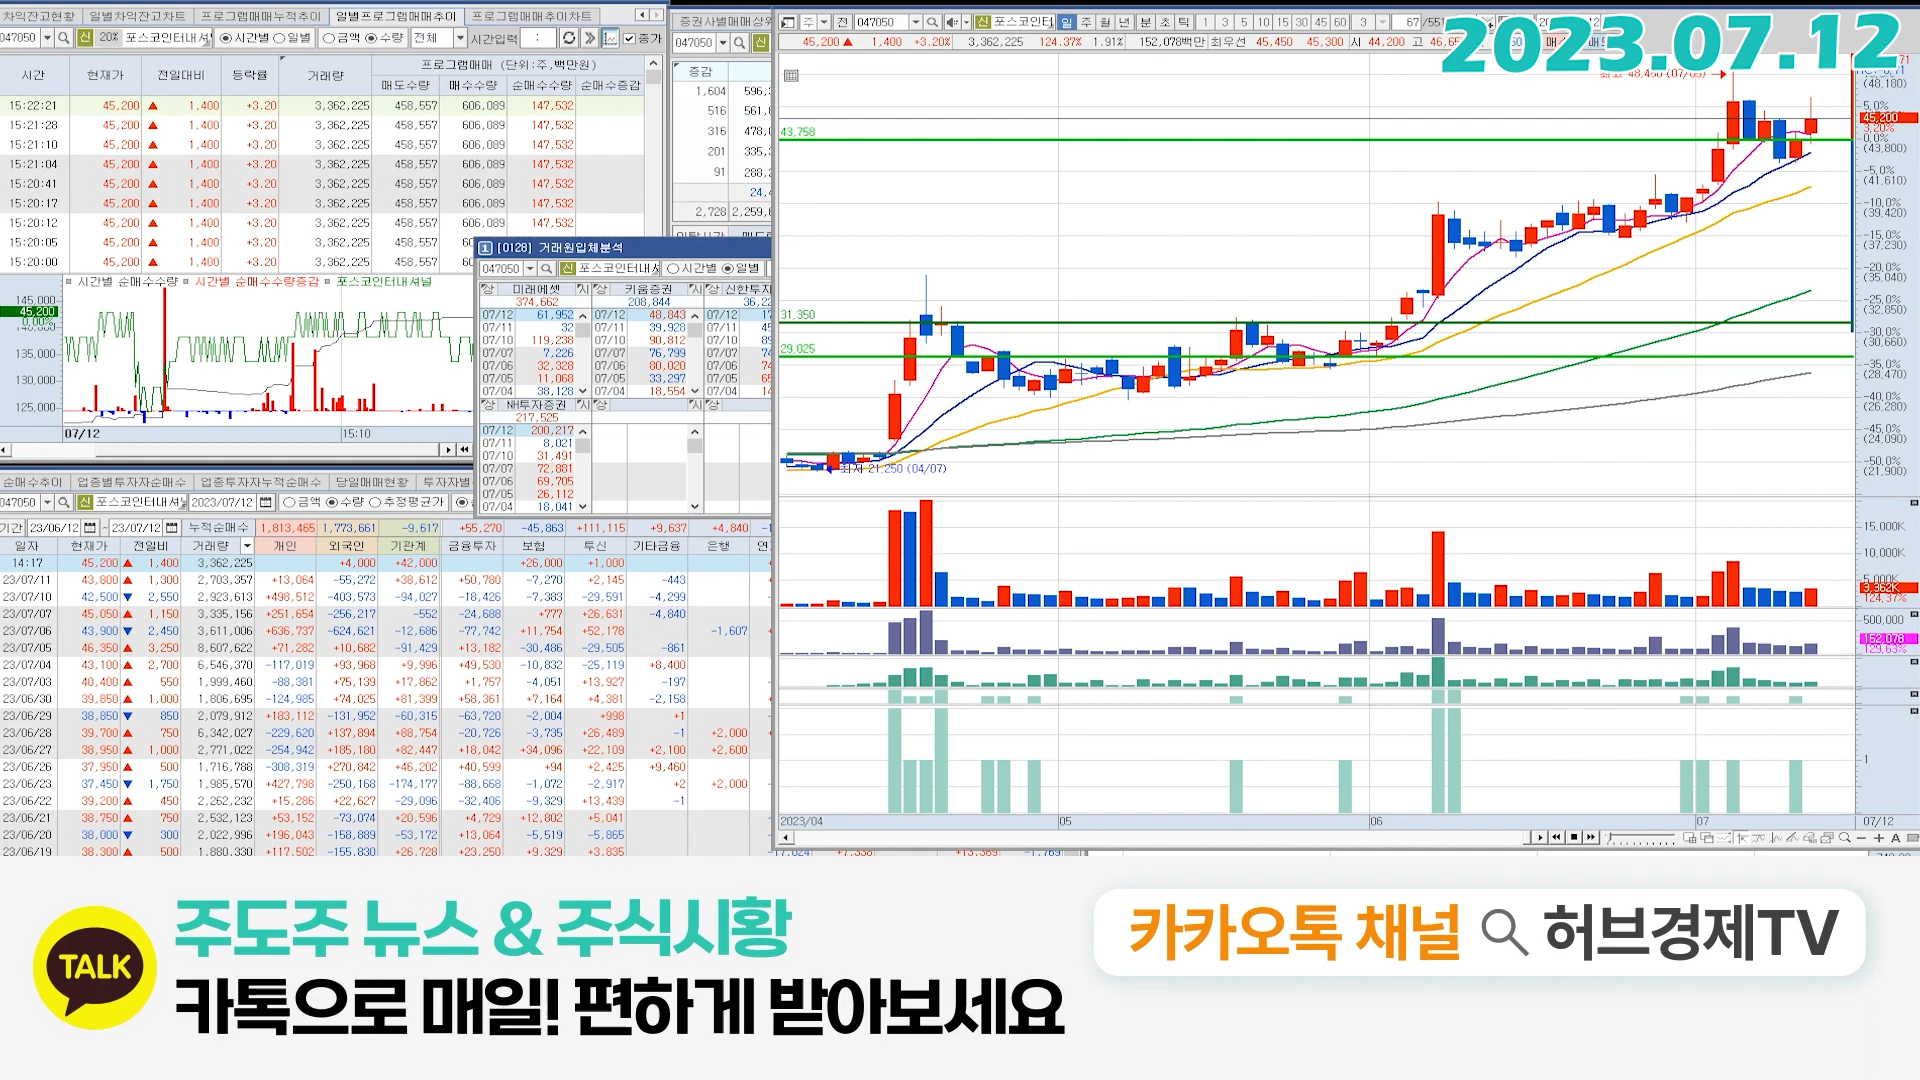 차익잔고현황 일별차익잔고차트 프로그램매매누적추이 일별프로그램매매추이 프로그램매매추이차트
047050 신 20% 포스코인터내셔널 시간별 일별 금액 수량 전체 시간입력 : 종가
시간 현재가 전일대비 등락률 거래량 프로그램매매 (단위:주,백만원)
매도수량 매수수량 순매수수량 순매수증감
15:22:21 45,200 ▲ 1,400 +3.20 3,362,225 458,557 606,089 147,532
15:21:28 45,200 ▲ 1,400 +3.20 3,362,225 458,557 606,089 147,532
15:21:10 45,200 ▲ 1,400 +3.20 3,362,225 458,557 606,089 147,532
15:21:04 45,200 ▲ 1,400 +3.20 3,362,225 458,557 606,089 147,532
15:20:41 45,200 ▲ 1,400 +3.20 3,362,225 458,557 606,089 147,532
15:20:17 45,200 ▲ 1,400 +3.20 3,362,225 458,557 606,089 147,532
15:20:12 45,200 ▲ 1,400 +3.20 3,362,225 458,557 606,089 147,532
15:20:05 45,200 ▲ 1,400 +3.20 3,362,225 458,557
15:20:00 45,200 ▲ 1,400 +3.20 3,362,225 458,557
시간별 순매수수량 시간별 순매수수량증감 포스코인터내셔널
145,000
45,200
0.00%
135,000
130,000
125,000
07/12 15:10
증권사별매매상위
047050 신
증감
1,604 596,
516 561,
316 478,
201 335,
91 288,
24,
2,728 2,259,
1 [0128] 거래원입체분석
047050 신 포스코인터내 시간별 일별
상 미래에셋 시 상 키움증권 시 상 신한투자
374,662 208,844 36,22
07/12 61,952 07/12 48,843 07/12
07/11 32 07/11 39,928 07/11
07/10 119,238 07/10 90,812 07/10
07/07 7,226 07/07 76,799 07/07
07/06 32,328 07/06 80,020 07/06
07/05 11,068 07/05 33,297 07/05
07/04 38,128 07/04 18,554 07/04
상 NH투자증권 시 상 시 상
217,525
07/12 200,217
07/11 8,021
07/10 31,491
07/07 72,881
07/06 69,705
07/05 26,112
07/04 18,041
순매수추이 업종별투자자순매수 업종투자자누적순매수 당일매매현황 투자자별
047050 신 포스코인터내셔널 2023/07/12 금액 수량 추정평균가
기간 23/06/12 ~ 23/07/12 누적순매수 1,813,465 1,773,661 -9,617 +55,270 -45,863 +111,115 +9,637 +4,840
일자 현재가 전일비 거래량 개인 외국인 기관계 금융투자 보험 투신 기타금융 은행
14:17 45,200 ▲ 1,400 3,362,225 +4,000 +42,000 +26,000 +1,000
23/07/11 43,800 ▲ 1,300 2,703,357 +13,064 -55,272 +38,612 +50,780 -7,270 +2,145 -443
23/07/10 42,500 ▼ 2,550 2,923,613 +498,512 -403,573 -94,027 -18,426 -7,383 -29,591 -4,299
23/07/07 45,050 ▲ 1,150 3,335,156 +251,654 -256,217 -552 -24,688 +777 +26,631 -4,840
23/07/06 43,900 ▼ 2,450 3,611,006 +636,737 -624,621 -12,686 -77,742 +11,754 +52,178 -1,607
23/07/05 46,350 ▲ 3,250 8,607,622 +71,282 +10,682 -91,429 +13,182 -30,486 -29,505 -861
23/07/04 43,100 ▲ 2,700 6,546,370 -117,019 +93,968 +9,996 +49,530 -10,832 -25,119 +8,400
23/07/03 40,400 ▲ 550 1,999,460 -88,381 +75,139 +17,862 +1,757 -4,051 +13,927 -197
23/06/30 39,850 ▲ 1,000 1,806,695 -124,985 +74,025 +81,399 +58,361 +7,164 +4,381 -2,158
23/06/29 38,850 ▼ 850 2,079,912 +183,112 -131,952 -60,315 -63,720 -2,004 +998 +1
23/06/28 39,700 ▲ 750 6,342,027 -229,620 +137,894 +88,754 -20,726 -3,735 +26,489 -1 +2,000
23/06/27 38,950 ▲ 1,000 2,771,022 -254,942 +185,180 +82,447 +18,042 +34,096 +22,109 +2,100 +2,600
23/06/26 37,950 ▲ 500 1,716,788 -308,319 +270,842 +46,202 +40,599 +94 +2,425 +9,460
23/06/23 37,450 ▼ 1,750 1,985,570 +427,798 -250,168 -174,177 -88,668 -1,072 -2,917 +2 +2,000
23/06/22 39,200 ▲ 450 2,262,232 +15,286 +22,627 -29,096 -32,406 -9,329 +13,439 -1
23/06/21 38,750 ▲ 750 2,532,123 +53,152 -73,074 +20,596 +4,729 +12,802 +5,041
23/06/20 38,000 ▼ 300 2,022,996 +196,043 -158,889 -53,172 +13,064 -5,519 -5,865
23/06/19 38,300 ▲ 500 1,880,330 +117,502 -155,830 +26,728 +23,250 +9,329 +3,835
주 전 047050 신 포스코인터 일 주 월 년 분 초 틱 1 3 5 10 15 30 45 60 3 67/551
45,200 ▲ 1,400 +3.20% 3,362,225 124.37% 1.91% 152,078백만 최우선 45,450 45,300 시 44,200 고
2023.07.12
최고 48,450 (07/05)
43,758
31,350
29,025
최저 21,250 (04/07)
(48,180)
5.0%
45,200
3.20%
0.0%
(43,800)
-5.0%
(41,610)
-10.0%
(39,420)
-15.0%
(37,230)
-20.0%
(35,040)
-25.0%
(32,850)
-30.0%
(30,660)
-35.0%
(28,470)
-40.0%
(26,280)
-45.0%
(24,090)
-50.0%
(21,900)
15,000K
10,000K
5,000K
3,362K
124.37%
500,000
152,078
129.63%
1
2023/04 05 06 07 07/12
TALK
주도주 뉴스 & 주식시황
카톡으로 매일! 편하게 받아보세요
카카오톡 채널 허브경제TV